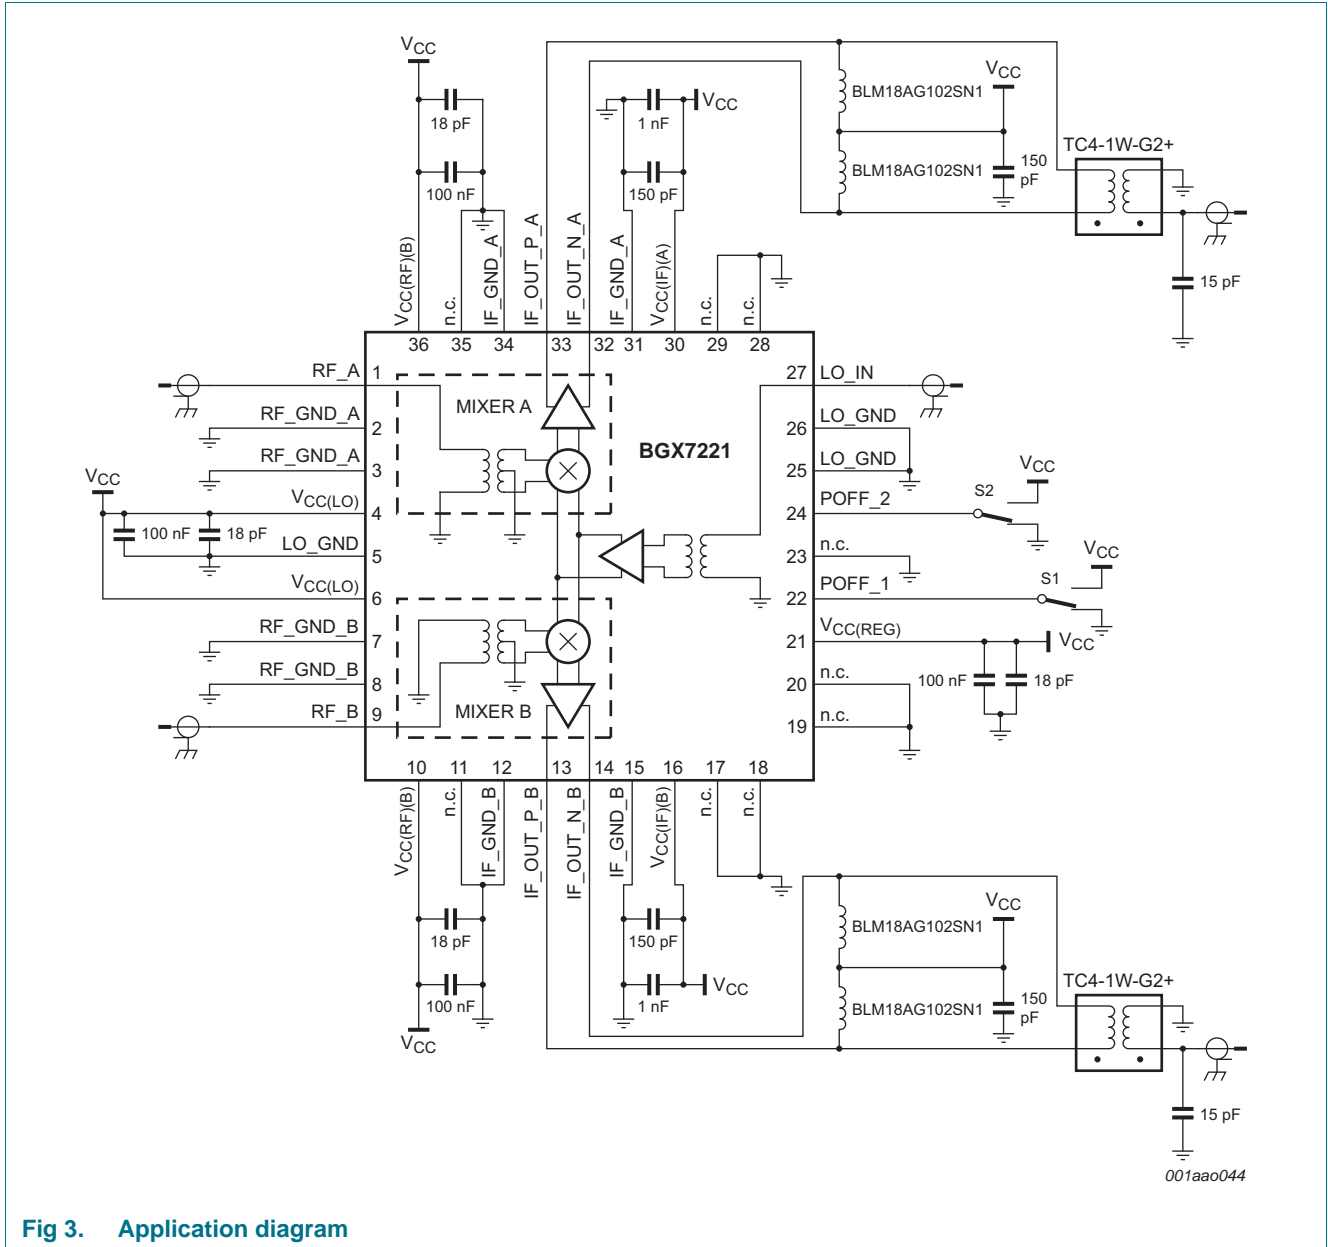 VCC
18 pF
100 nF
1 nF
VCC
150 pF
BLM18AG102SN1
VCC
BLM18AG102SN1
150
pF
TC4-1W-G2+
15 pF
VCC(RF)(B)
n.c.
IF_GND_A
IF_OUT_P_A
IF_OUT_N_A
IF_GND_A
VCC(IF)(A)
n.c.
n.c.
36 35 34 33 32 31 30 29 28
RF_A 1
RF_GND_A 2
RF_GND_A 3
VCC
VCC(LO) 4
100 nF 18 pF
LO_GND 5
VCC(LO) 6
RF_GND_B 7
RF_GND_B 8
RF_B 9
MIXER A
BGX7221
MIXER B
27 LO_IN
26 LO_GND
25 LO_GND
24 POFF_2
S2
VCC
23 n.c.
22 POFF_1
S1
VCC
21 VCC(REG)
VCC
100 nF 18 pF
20 n.c.
19 n.c.
10 11 12 13 14 15 16 17 18
VCC(RF)(B)
n.c.
IF_GND_B
IF_OUT_P_B
IF_OUT_N_B
IF_GND_B
VCC(IF)(B)
n.c.
n.c.
18 pF
100 nF
VCC
150 pF
1 nF
VCC
BLM18AG102SN1
VCC
BLM18AG102SN1
150
pF
TC4-1W-G2+
15 pF
001aao044
Fig 3. Application diagram